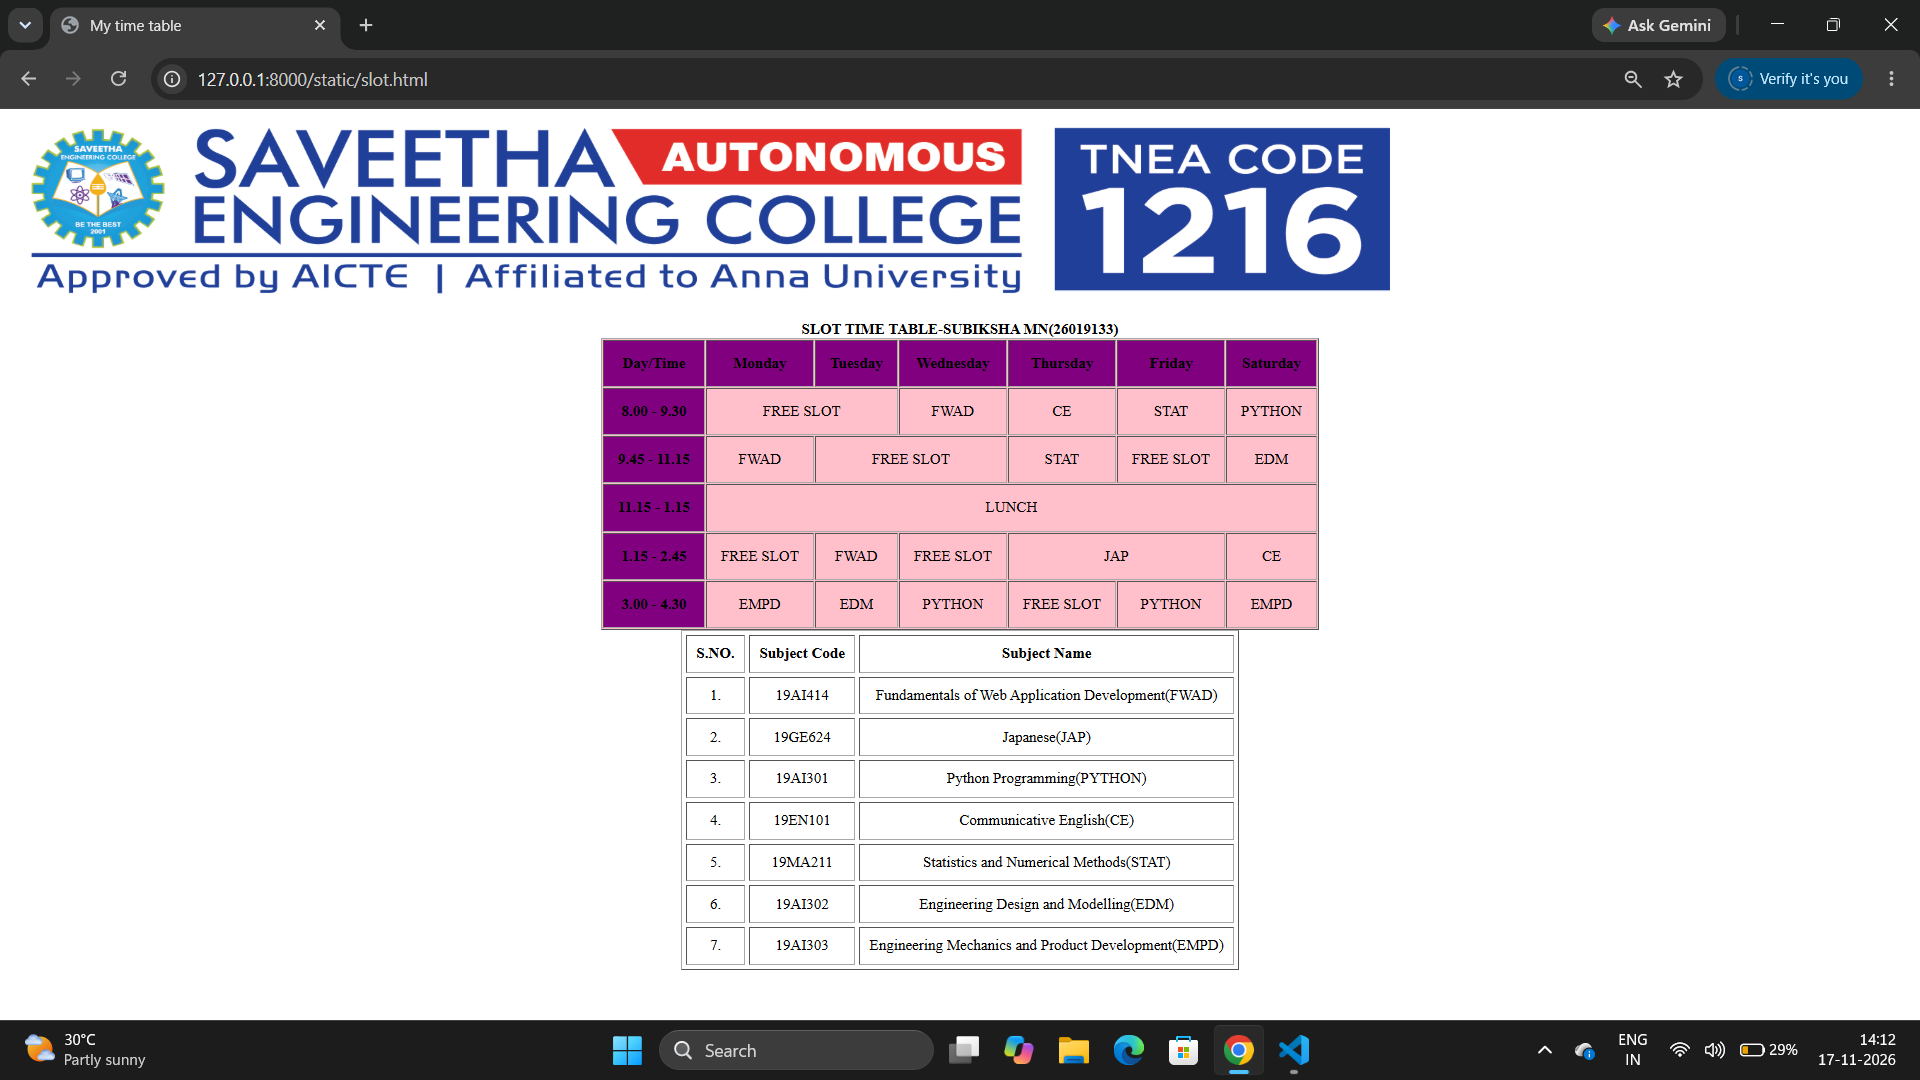 My time table
Ask Gemini
127.0.0.1:8000/static/slot.html
Verify it's you
SAVEETHA
ENGINEERING COLLEGE
BE THE BEST
2001
SAVEETHA AUTONOMOUS
ENGINEERING COLLEGE
Approved by AICTE | Affiliated to Anna University
TNEA CODE
1216
SLOT TIME TABLE-SUBIKSHA MN(26019133)
Day/Time Monday Tuesday Wednesday Thursday Friday Saturday
8.00 - 9.30 FREE SLOT FWAD CE STAT PYTHON
9.45 - 11.15 FWAD FREE SLOT STAT FREE SLOT EDM
11.15 - 1.15 LUNCH
1.15 - 2.45 FREE SLOT FWAD FREE SLOT JAP CE
3.00 - 4.30 EMPD EDM PYTHON FREE SLOT PYTHON EMPD
S.NO. Subject Code Subject Name
1. 19AI414 Fundamentals of Web Application Development(FWAD)
2. 19GE624 Japanese(JAP)
3. 19AI301 Python Programming(PYTHON)
4. 19EN101 Communicative English(CE)
5. 19MA211 Statistics and Numerical Methods(STAT)
6. 19AI302 Engineering Design and Modelling(EDM)
7. 19AI303 Engineering Mechanics and Product Development(EMPD)
30°C
Partly sunny
Search
ENG
IN
29%
14:12
17-11-2026